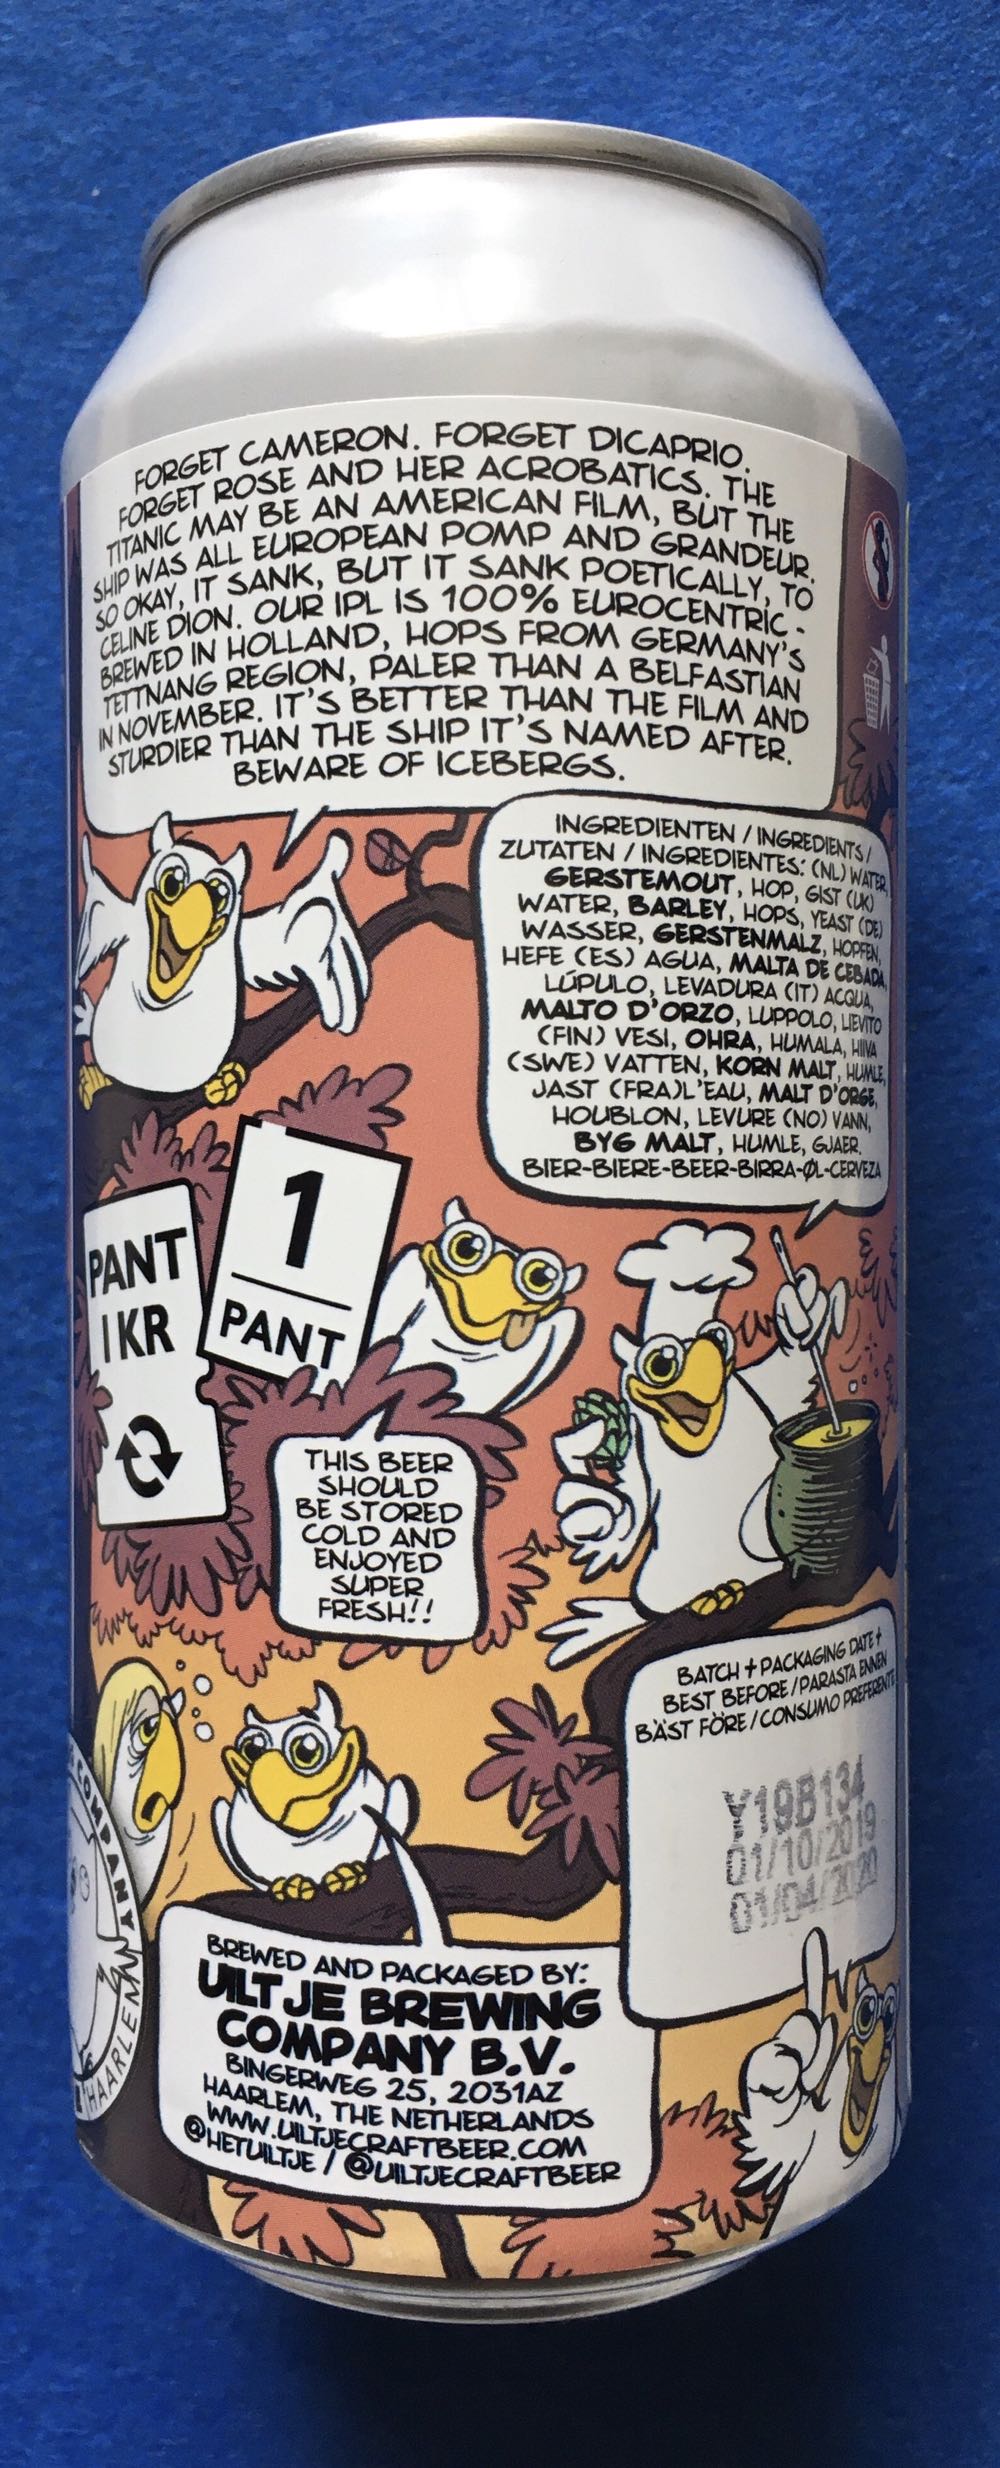 FORGET CAMERON. FORGET DICAPRIO.
FORGET ROSE AND HER ACROBATICS. THE
TITANIC MAY BE AN AMERICAN FILM, BUT THE
SHIP WAS ALL EUROPEAN POMP AND GRANDEUR.
SO OKAY, IT SANK, BUT IT SANK POETICALLY, TO
CELINE DION. OUR IPL IS 100% EUROCENTRIC -
BREWED IN HOLLAND, HOPS FROM GERMANY'S
TETTNANG REGION, PALER THAN A BELFASTIAN
IN NOVEMBER. IT'S BETTER THAN THE FILM AND
STURDIER THAN THE SHIP IT'S NAMED AFTER.
BEWARE OF ICEBERGS.
INGREDIENTEN / INGREDIENTS /
ZUTATEN / INGREDIENTES: (NL) WATER,
GERSTEMOUT, HOP, GIST (UK)
WATER, BARLEY, HOPS, YEAST (DE)
WASSER, GERSTENMALZ, HOPFEN,
HEFE (ES) AGUA, MALTA DE CEBADA,
LÚPULO, LEVADURA (IT) ACQUA,
MALTO D'ORZO, LUPPOLO, LIEVITO
(FIN) VESI, OHRA, HUMALA, HIIVA
(SWE) VATTEN, KORN MALT, HUMLE,
JAST (FRA)L'EAU, MALT D'ORGE,
HOUBLON, LEVURE (NO) VANN,
BYG MALT, HUMLE, GJAER.
BIER-BIERE-BEER-BIRRA-ØL-CERVEZA
1
PANT
PANT
1 KR
THIS BEER
SHOULD
BE STORED
COLD AND
ENJOYED
SUPER
FRESH!!
BATCH + PACKAGING DATE +
BEST BEFORE / PARASTA ENNEN
BÄST FÖRE / CONSUMO PREFERENTE
Y19B134
01/10/2019
01/04/2020
COMPANY
HAARLEM
BREWED AND PACKAGED BY:
UILTJE BREWING
COMPANY B.V.
BINGERWEG 25, 2031AZ
HAARLEM, THE NETHERLANDS
WWW.UILTJECRAFTBEER.COM
@HETUILTJE / @UILTJECRAFTBEER